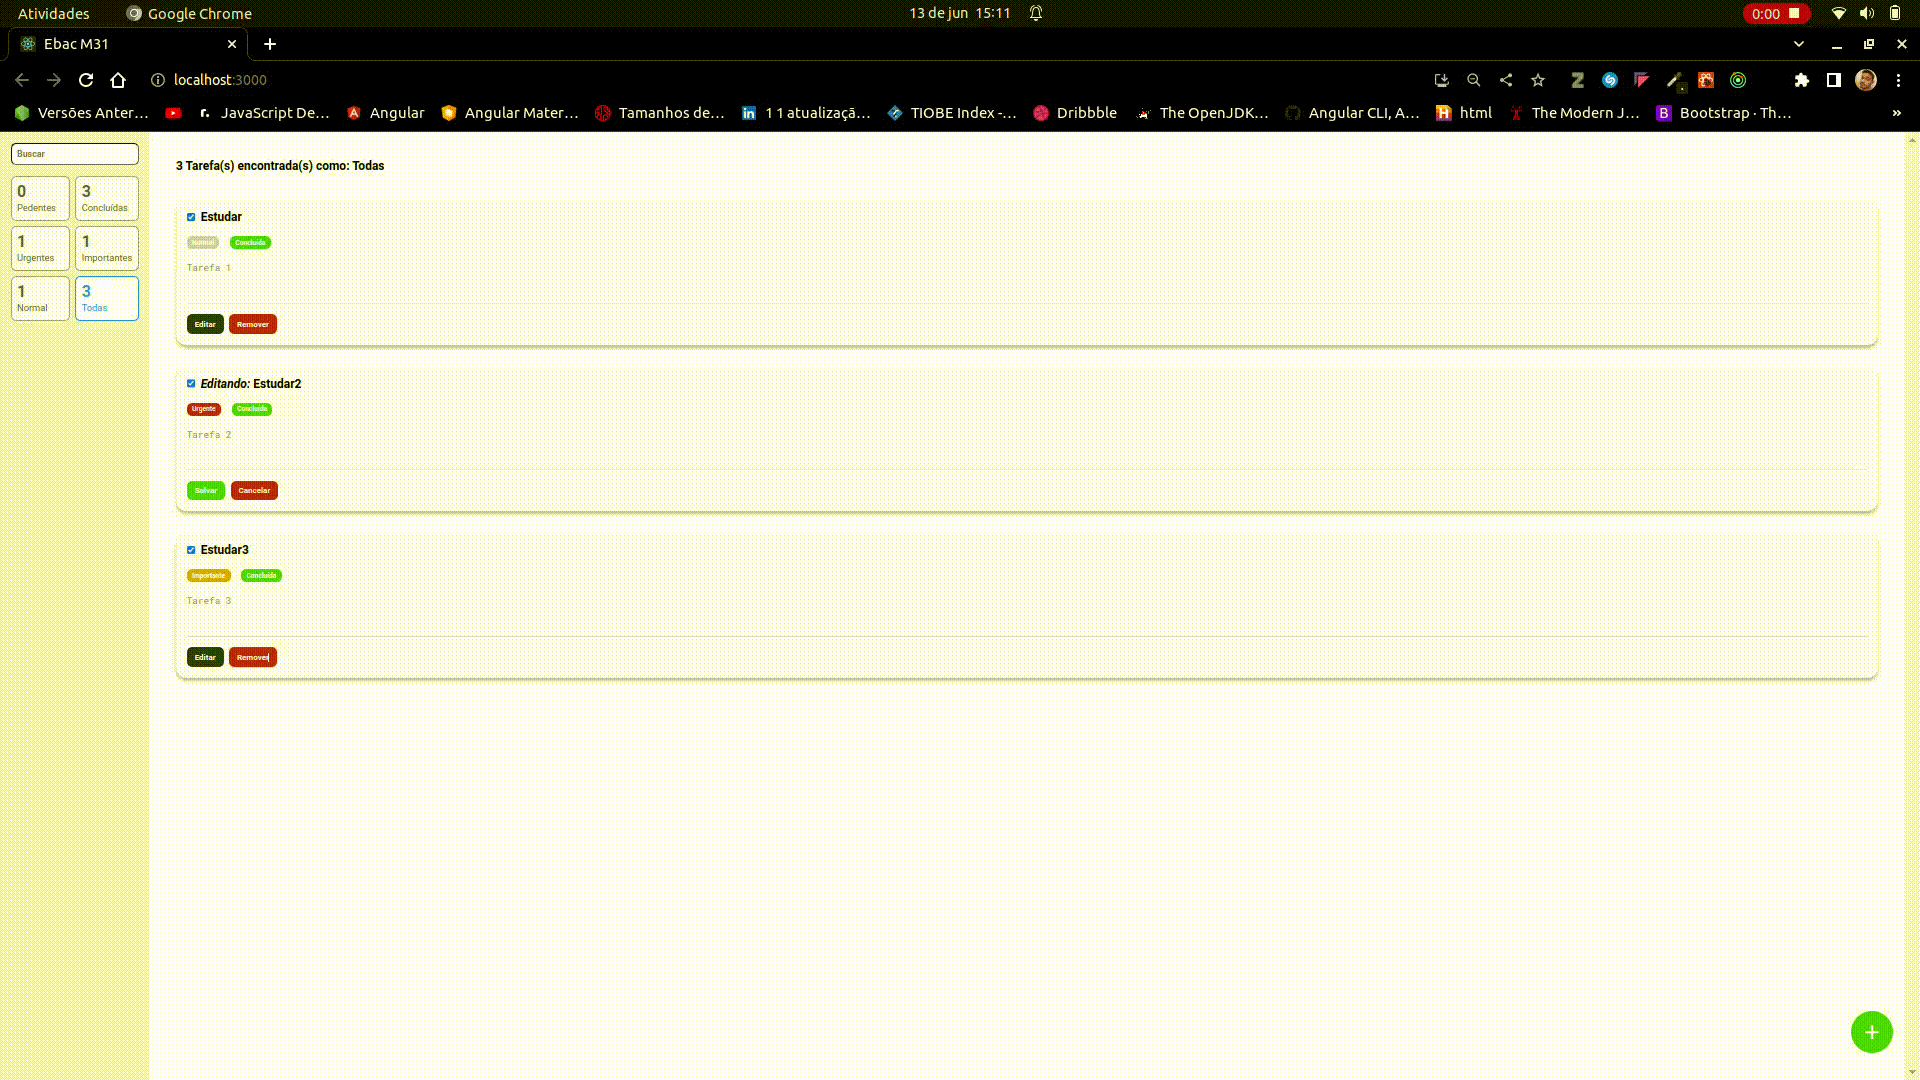 Atividades
Google Chrome
13 de jun 15:11
0:00
Ebac M31
localhost:3000
Versões Anter...
JavaScript De...
Angular
Angular Mater...
Tamanhos de...
1 1 atualizaçã...
TIOBE Index -...
Dribbble
The OpenJDK...
Angular CLI, A...
html
The Modern J...
Bootstrap · Th...
»
Buscar
0
Pedentes
3
Concluídas
1
Urgentes
1
Importantes
1
Normal
3
Todas
3 Tarefa(s) encontrada(s) como: Todas
Estudar
Normal Concluída
Tarefa 1
Editar Remover
Editando: Estudar2
Urgente Concluída
Tarefa 2
Salvar Cancelar
Estudar3
Importante Concluída
Tarefa 3
Editar Remover
+